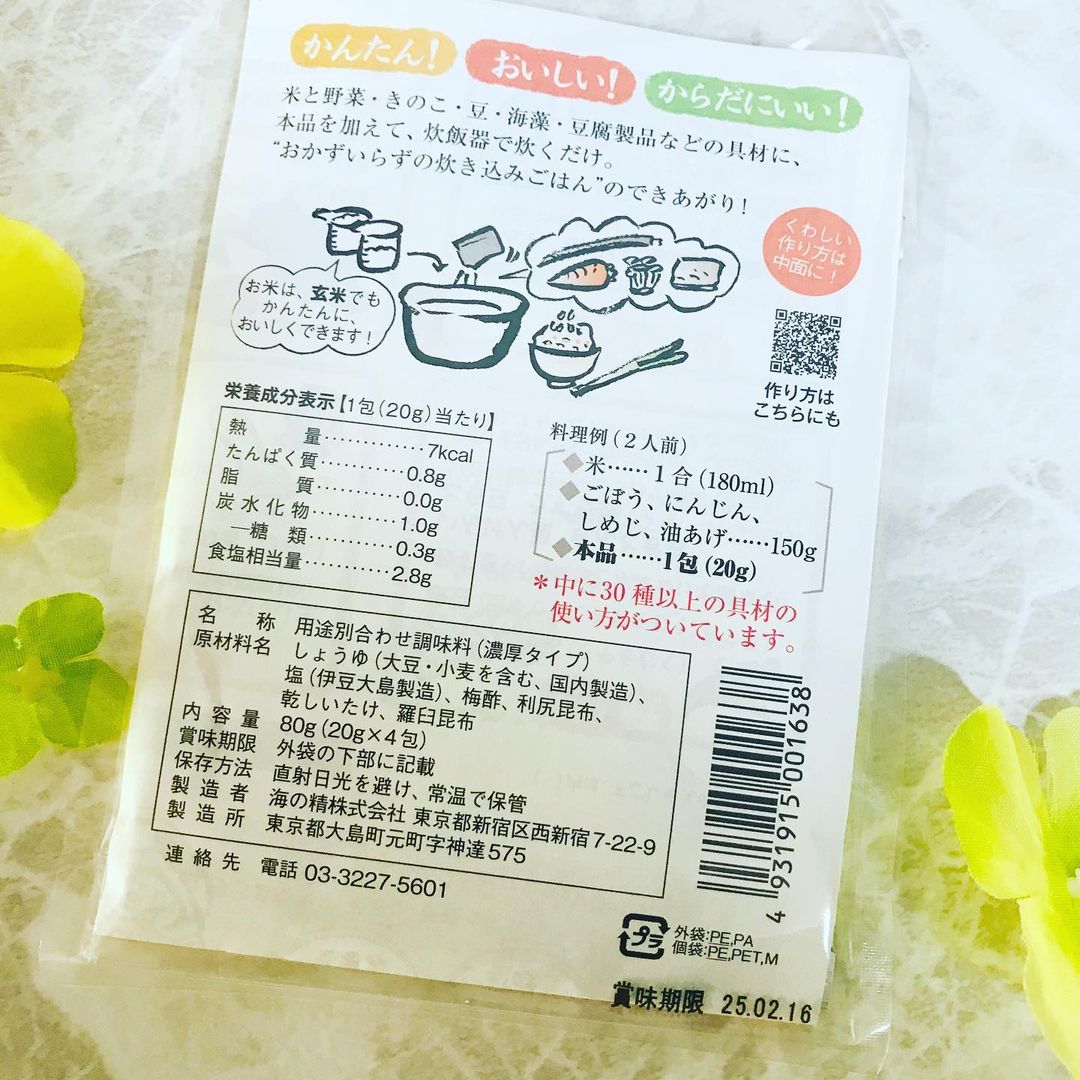 かんたん!
おいしい!
からだにいい!
米と野菜・きのこ・豆・海藻・豆腐製品などの具材に、
本品を加えて、炊飯器で炊くだけ。
“おかずいらずの炊き込みごはん”のできあがり!
くわしい
作り方は
中面に!
お米は、玄米でも
かんたんに、
おいしくできます!
作り方は
こちらにも
栄養成分表示【1包(20g)当たり】
熱量…………7kcal
たんぱく質…………0.8g
脂質…………0.0g
炭水化物…………1.0g
―糖類…………0.3g
食塩相当量…………2.8g
料理例(2人前)
◆米……1合(180ml)
◆ごぼう、にんじん、
しめじ、油あげ……150g
◆本品……1包(20g)
*中に30種以上の具材の
使い方がついています。
名称 用途別合わせ調味料(濃厚タイプ)
原材料名 しょうゆ(大豆・小麦を含む、国内製造)、
塩(伊豆大島製造)、梅酢、利尻昆布、
乾しいたけ、羅臼昆布
内容量 80g(20g×4包)
賞味期限 外袋の下部に記載
保存方法 直射日光を避け、常温で保管
製造者 海の精株式会社 東京都新宿区西新宿7-22-9
製造所 東京都大島町元町字神達575
連絡先 電話 03-3227-5601
4 931915 001638
プラ
外袋:PE,PA
個袋:PE,PET,M
賞味期限 25.02.16